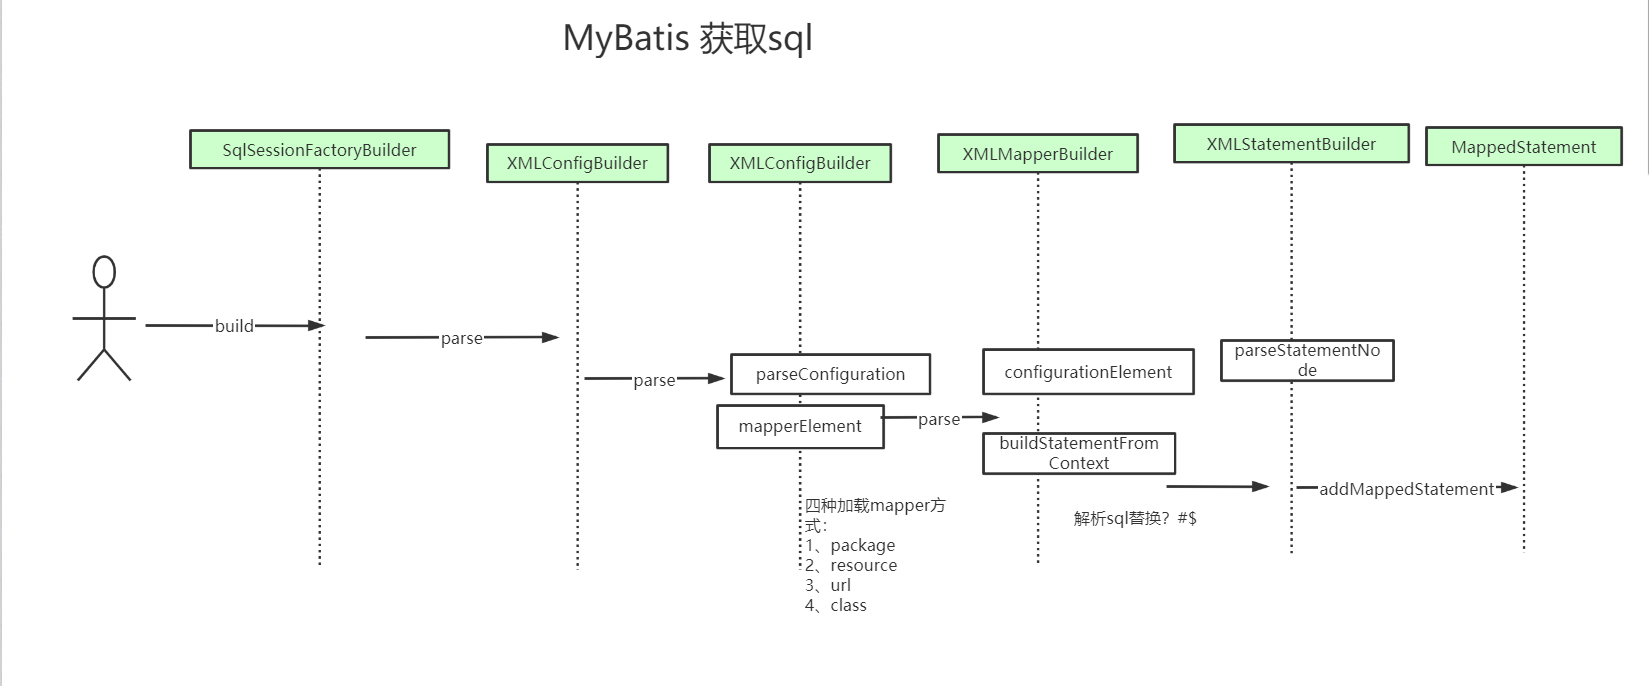 MyBatis 获取sql
SqlSessionFactoryBuilder
XMLConfigBuilder
XMLConfigBuilder
XMLMapperBuilder
XMLStatementBuilder
MappedStatement
build
parse
parse
parseConfiguration
mapperElement
parse
configurationElement
buildStatementFrom
Context
parseStatementNo
de
addMappedStatement
四种加载mapper方
式：
1、package
2、resource
3、url
4、class
解析sql替换？#$